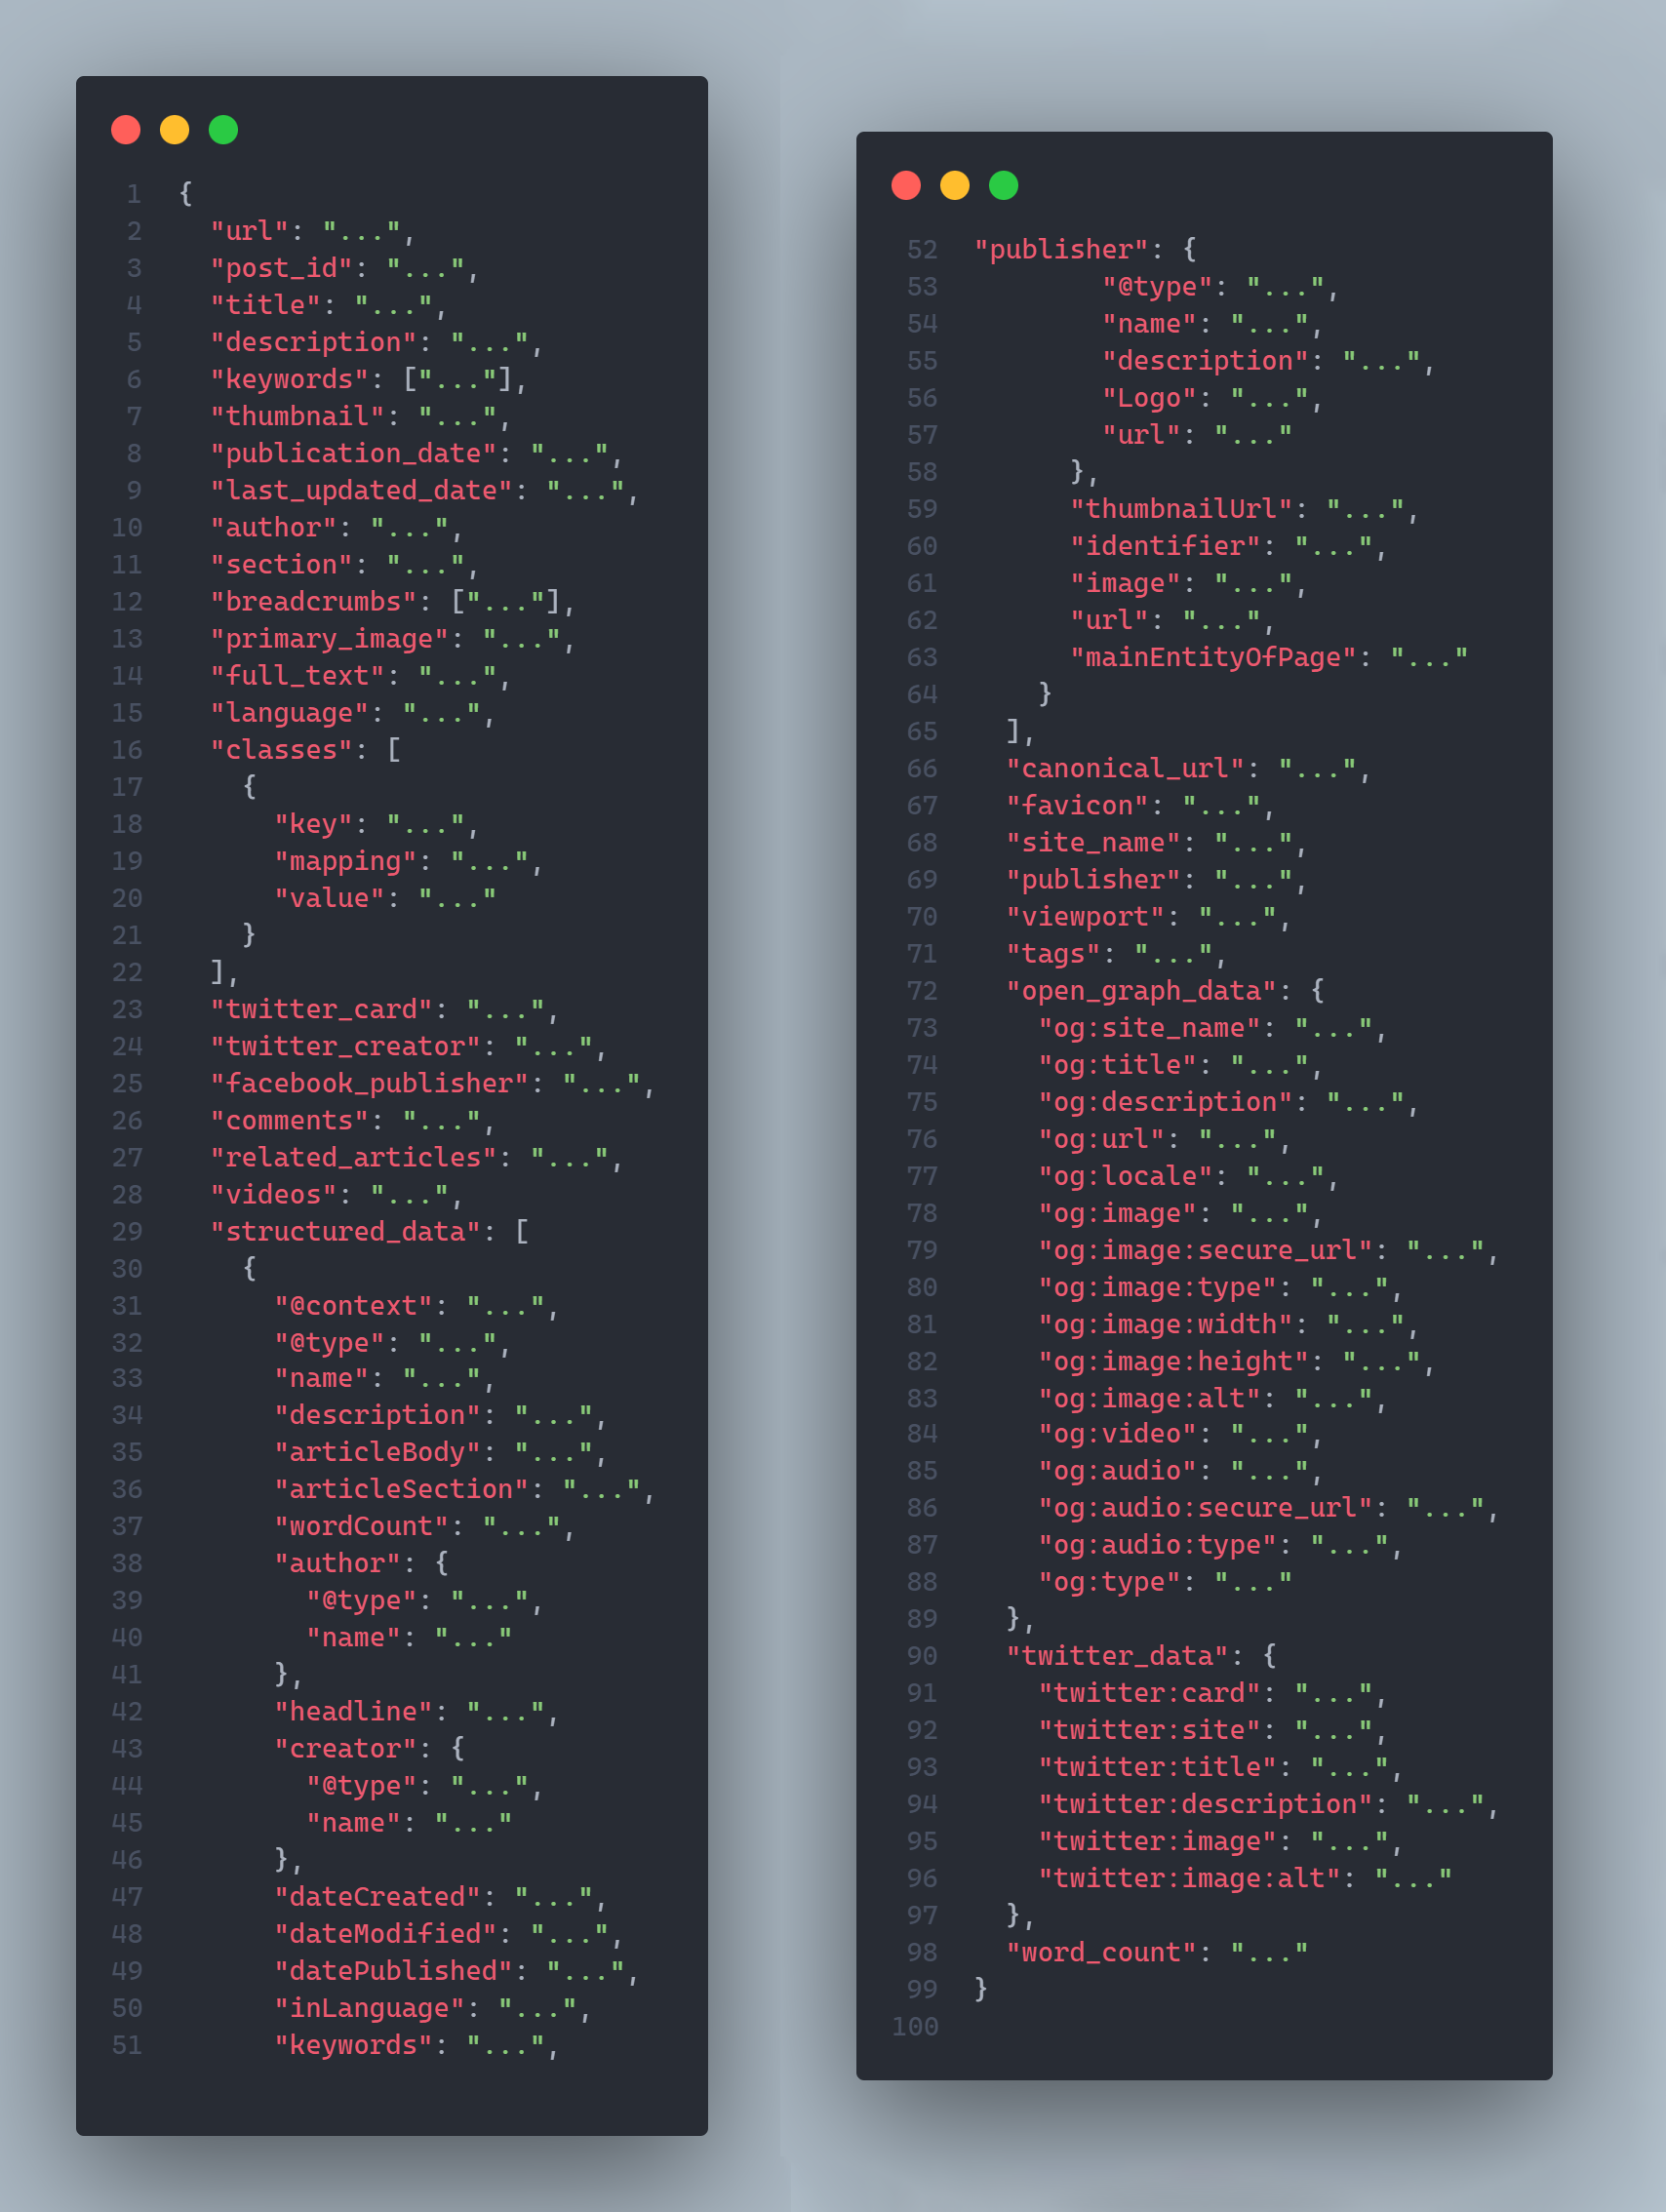 1 {
2   "url": "...",
3   "post_id": "...",
4   "title": "...",
5   "description": "...",
6   "keywords": ["..."],
7   "thumbnail": "...",
8   "publication_date": "...",
9   "last_updated_date": "...",
10   "author": "...",
11   "section": "...",
12   "breadcrumbs": ["..."],
13   "primary_image": "...",
14   "full_text": "...",
15   "language": "...",
16   "classes": [
17     {
18       "key": "...",
19       "mapping": "...",
20       "value": "..."
21     }
22   ],
23   "twitter_card": "...",
24   "twitter_creator": "...",
25   "facebook_publisher": "...",
26   "comments": "...",
27   "related_articles": "...",
28   "videos": "...",
29   "structured_data": [
30     {
31       "@context": "...",
32       "@type": "...",
33       "name": "...",
34       "description": "...",
35       "articleBody": "...",
36       "articleSection": "...",
37       "wordCount": "...",
38       "author": {
39         "@type": "...",
40         "name": "..."
41       },
42       "headline": "...",
43       "creator": {
44         "@type": "...",
45         "name": "..."
46       },
47       "dateCreated": "...",
48       "dateModified": "...",
49       "datePublished": "...",
50       "inLanguage": "...",
51       "keywords": "...",
52 "publisher": {
53         "@type": "...",
54         "name": "...",
55         "description": "...",
56         "Logo": "...",
57         "url": "..."
58       },
59       "thumbnailUrl": "...",
60       "identifier": "...",
61       "image": "...",
62       "url": "...",
63       "mainEntityOfPage": "..."
64     }
65   ],
66   "canonical_url": "...",
67   "favicon": "...",
68   "site_name": "...",
69   "publisher": "...",
70   "viewport": "...",
71   "tags": "...",
72   "open_graph_data": {
73     "og:site_name": "...",
74     "og:title": "...",
75     "og:description": "...",
76     "og:url": "...",
77     "og:locale": "...",
78     "og:image": "...",
79     "og:image:secure_url": "...",
80     "og:image:type": "...",
81     "og:image:width": "...",
82     "og:image:height": "...",
83     "og:image:alt": "...",
84     "og:video": "...",
85     "og:audio": "...",
86     "og:audio:secure_url": "...",
87     "og:audio:type": "...",
88     "og:type": "..."
89   },
90   "twitter_data": {
91     "twitter:card": "...",
92     "twitter:site": "...",
93     "twitter:title": "...",
94     "twitter:description": "...",
95     "twitter:image": "...",
96     "twitter:image:alt": "..."
97   },
98   "word_count": "..."
99 }
100